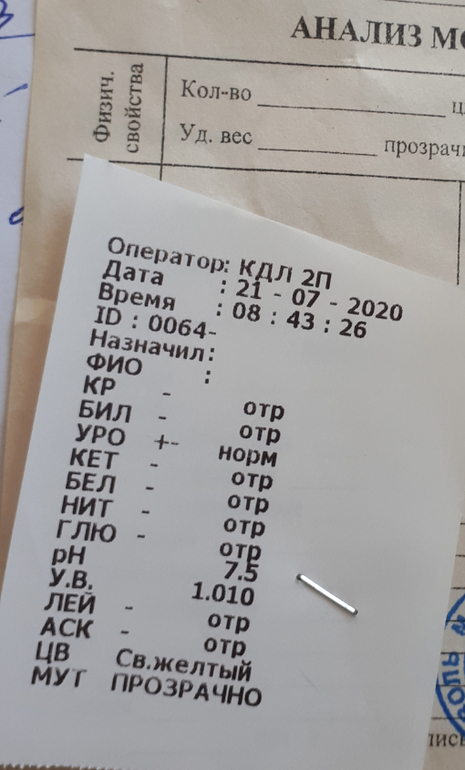 АНАЛИЗ
Физич.
свойства
Кол-во
Уд. вес прозрачн
Оператор: КДЛ 2П
Дата : 21 - 07 - 2020
Время : 08 : 43 : 26
ID : 0064-
Назначил:
ФИО :
КР - отр
БИЛ - отр
УРО +- норм
КЕТ - отр
БЕЛ - отр
НИТ - отр
ГЛЮ - отр
pH 7.5
У.В. 1.010
ЛЕЙ - отр
АСК - отр
ЦВ Св.желтый
МУТ ПРОЗРАЧНО